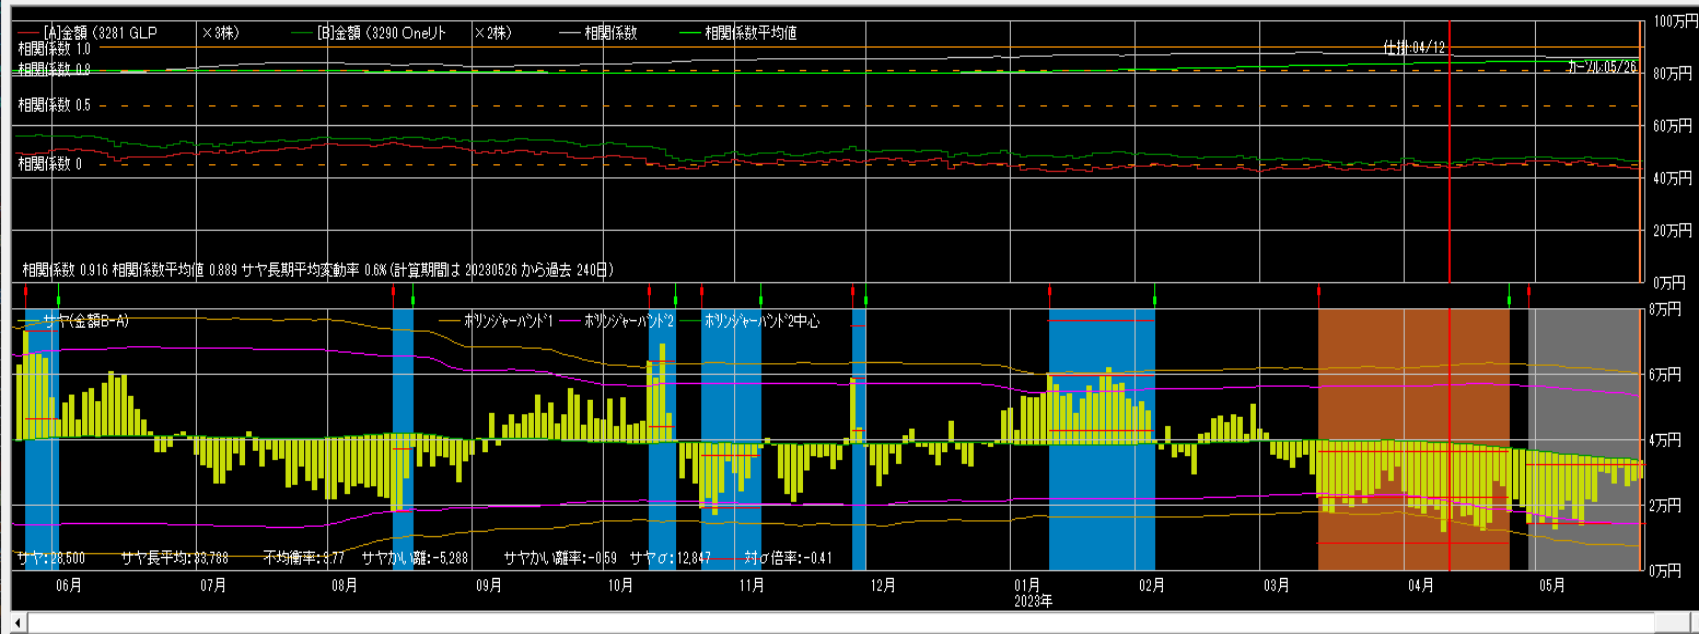 [A]金額 (3281 GLP ×3株) [B]金額 (3290 Oneリト ×2株) 相関係数 相関係数平均値
100万円
相関係数 1.0
仕掛:04/12
相関係数 0.8
カーソル:05/26
80万円
相関係数 0.5
60万円
相関係数 0
40万円
20万円
相関係数 0.916 相関係数平均値 0.889 サヤ長期平均変動率 0.6% (計算期間は 20230526 から過去 240日)
0万円
8万円
サヤ(金額B-A) ボリンジャーバンド1 ボリンジャーバンド2 ボリンジャーバンド2中心
6万円
4万円
2万円
サヤ:28,500 サヤ長平均:33,788 不均衡率:3.77 サヤかい離:-5,288 サヤかい離率:-0.59 サヤσ:12,847 対σ倍率:-0.41
0万円
06月 07月 08月 09月 10月 11月 12月 01月 02月 03月 04月 05月
2023年